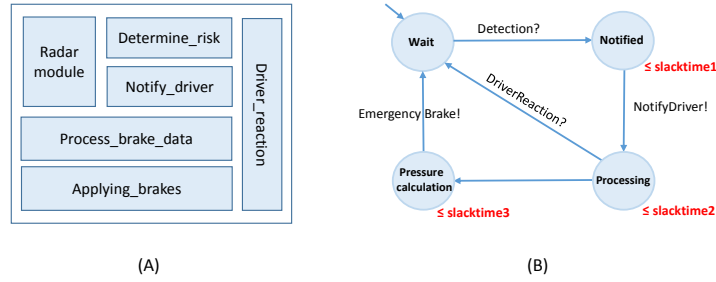 Radar
module
Determine_risk
Notify_driver
Driver_reaction
Process_brake_data
Applying_brakes
(A)
Wait
Detection?
Notified
≤ slacktime1
DriverReaction?
Emergency Brake!
NotifyDriver!
Pressure
calculation
Processing
≤ slacktime3
≤ slacktime2
(B)